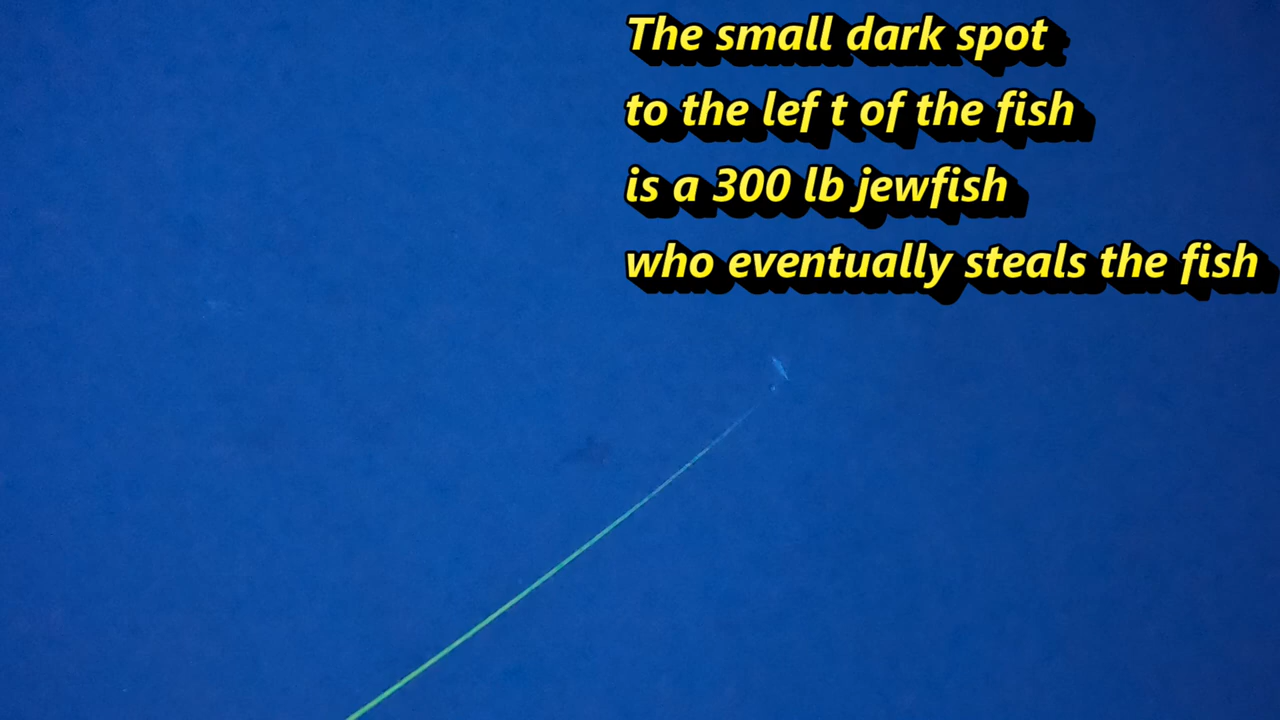 The small dark spot
to the lef t of the fish
is a 300 lb jewfish
who eventually steals the fish